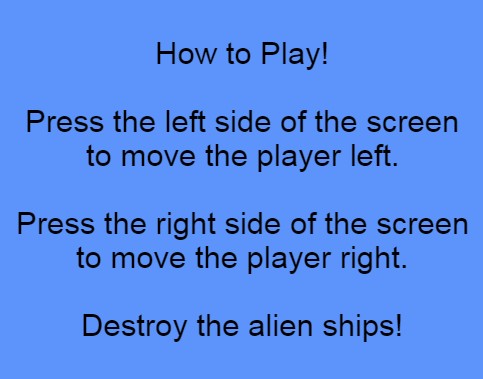 How to Play!
Press the left side of the screen
to move the player left.
Press the right side of the screen
to move the player right.
Destroy the alien ships!